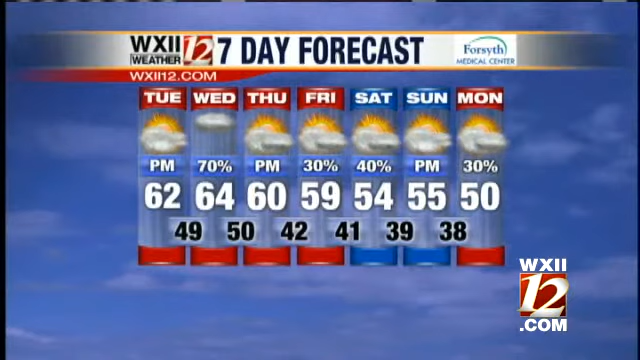 WXII 12 7 DAY FORECAST Forsyth
WEATHER MEDICAL CENTER
WXII12.COM
TUE WED THU FRI SAT SUN MON
PM 70% PM 30% 40% PM 30%
62 64 60 59 54 55 50
49 50 42 41 39 38
WXII
12
.COM